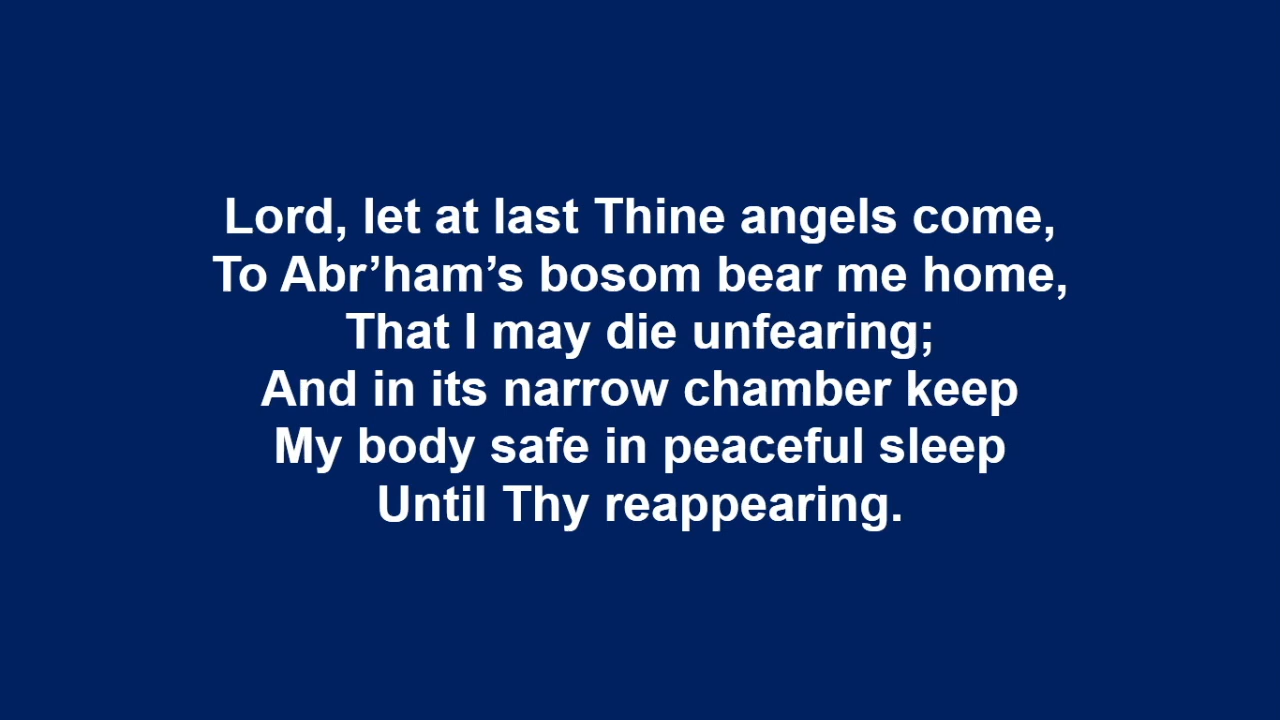 Lord, let at last Thine angels come,
To Abr’ham’s bosom bear me home,
That I may die unfearing;
And in its narrow chamber keep
My body safe in peaceful sleep
Until Thy reappearing.